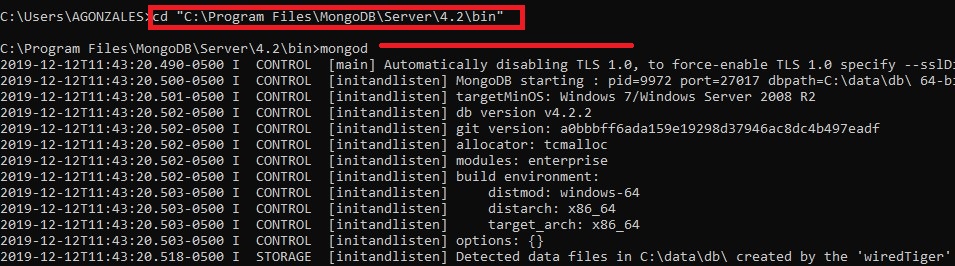 C:\Users\AGONZALES>cd "C:\Program Files\MongoDB\Server\4.2\bin"
C:\Program Files\MongoDB\Server\4.2\bin>mongod
2019-12-12T11:43:20.490-0500 I  CONTROL  [main] Automatically disabling TLS 1.0, to force-enable TLS 1.0 specify --sslDi
2019-12-12T11:43:20.500-0500 I  CONTROL  [initandlisten] MongoDB starting : pid=9972 port=27017 dbpath=C:\data\db\ 64-bi
2019-12-12T11:43:20.501-0500 I  CONTROL  [initandlisten] targetMinOS: Windows 7/Windows Server 2008 R2
2019-12-12T11:43:20.502-0500 I  CONTROL  [initandlisten] db version v4.2.2
2019-12-12T11:43:20.502-0500 I  CONTROL  [initandlisten] git version: a0bbbff6ada159e19298d37946ac8dc4b497eadf
2019-12-12T11:43:20.502-0500 I  CONTROL  [initandlisten] allocator: tcmalloc
2019-12-12T11:43:20.502-0500 I  CONTROL  [initandlisten] modules: enterprise
2019-12-12T11:43:20.502-0500 I  CONTROL  [initandlisten] build environment:
2019-12-12T11:43:20.503-0500 I  CONTROL  [initandlisten]     distmod: windows-64
2019-12-12T11:43:20.503-0500 I  CONTROL  [initandlisten]     distarch: x86_64
2019-12-12T11:43:20.503-0500 I  CONTROL  [initandlisten]     target_arch: x86_64
2019-12-12T11:43:20.503-0500 I  CONTROL  [initandlisten] options: {}
2019-12-12T11:43:20.518-0500 I  STORAGE  [initandlisten] Detected data files in C:\data\db\ created by the 'wiredTiger'